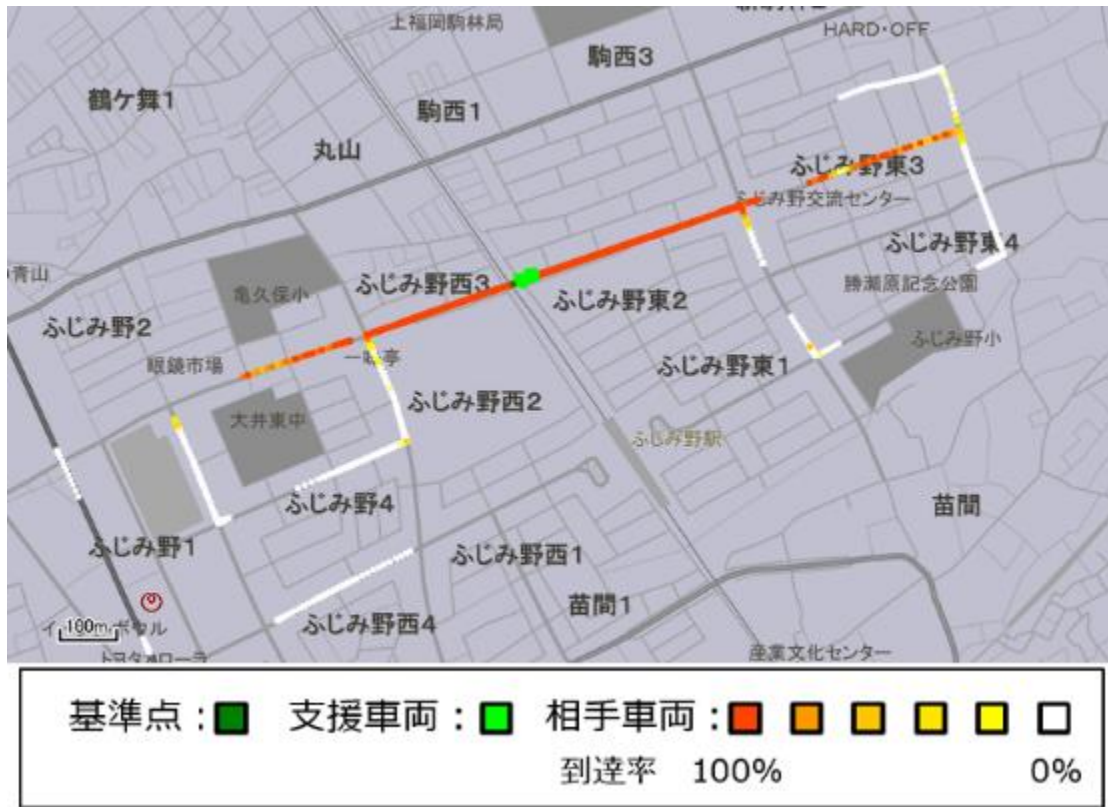 上福岡駒林局
HARD・OFF
駒西3
鶴ケ舞1
駒西1
丸山
ふじみ野東3
ふじみ野交流センター
ふじみ野東4
青山
ふじみ野西3
勝瀬原記念公園
亀久保小
ふじみ野東2
ふじみ野2
ふじみ野小
眼鏡市場
ふじみ野東1
ふじみ野西2
大井東中
ふじみ野駅
ふじみ野4
苗間
ふじみ野1
ふじみ野西1
苗間1
100m
ボウル
ふじみ野西4
産業文化センター
基準点: 支援車両: 相手車両:
到達率 100% 0%